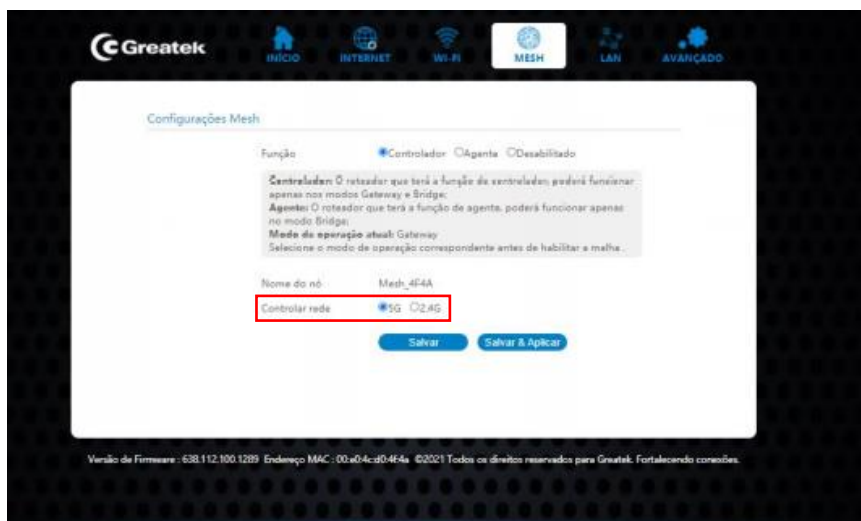 Greatek
INÍCIO INTERNET WI-FI MESH LAN AVANÇADO
Configurações Mesh
Função Controlador Agente Desabilitado
Controlador: O roteador que terá a função de controlador, poderá funcionar
apenas nos modos Gateway e Bridge;
Agente: O roteador que terá a função de agente, poderá funcionar apenas
no modo Bridge;
Modo de operação atual: Gateway
Selecione o modo de operação correspondente antes de habilitar a malha .
Nome do nó Mesh_4F4A
Controlar rede 5G 2.4G
Salvar Salvar & Aplicar
Versão de Firmware : 638.112.100.1289 Endereço MAC : 00:e0:4c:d0:4f:4a ©2021 Todos os direitos reservados para Greatek. Fortalecendo conexões.